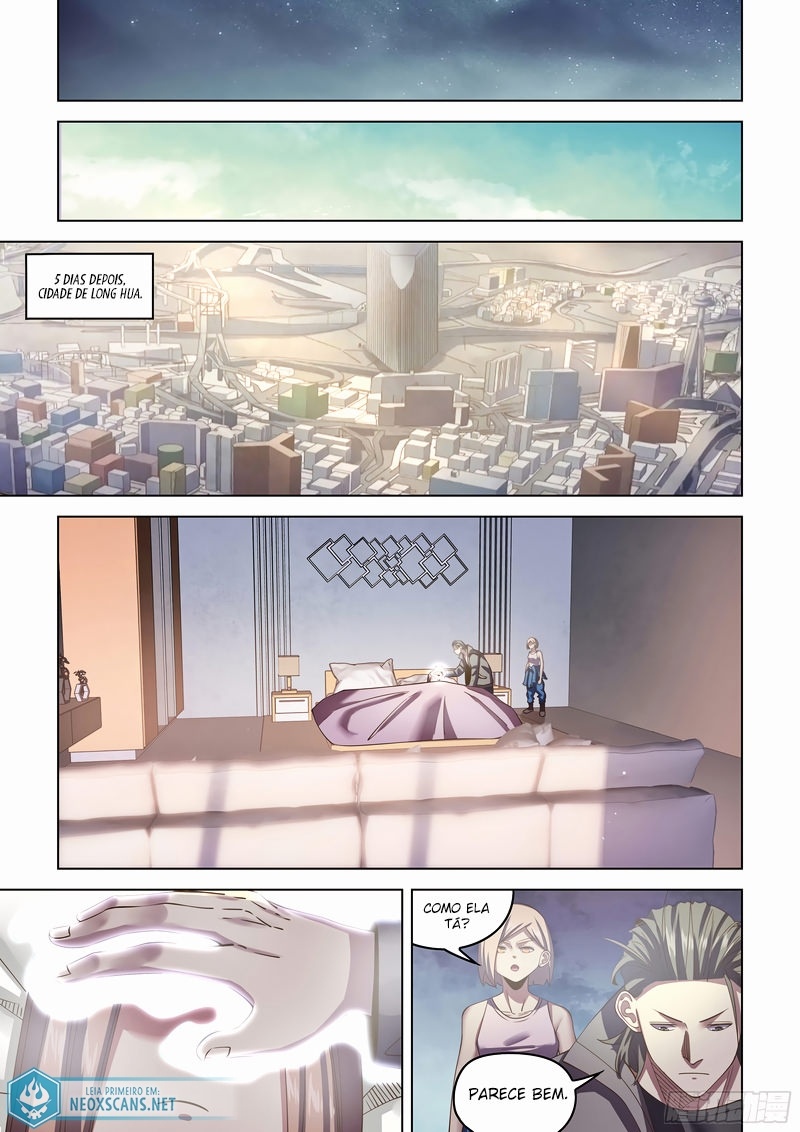 5 DIAS DEPOIS,
CIDADE DE LONG HUA.
COMO ELA
TÁ?
PARECE BEM.
LEIA PRIMEIRO EM:
NEOXSCANS.NET